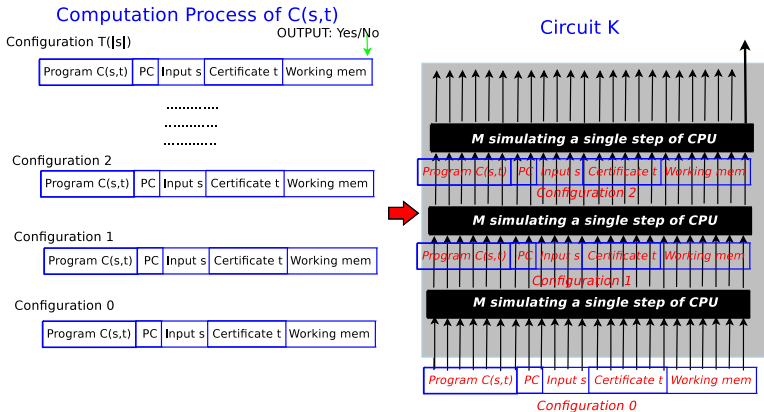 Computation Process of C(s,t)
Configuration T(|s|)
OUTPUT: Yes/No
Program C(s,t) PC Input s Certificate t Working mem
.............
.............
.............
Configuration 2
Program C(s,t) PC Input s Certificate t Working mem
Configuration 1
Program C(s,t) PC Input s Certificate t Working mem
Configuration 0
Program C(s,t) PC Input s Certificate t Working mem
Circuit K
M simulating a single step of CPU
Program C(s,t) PC Input s Certificate t Working mem
Configuration 2
M simulating a single step of CPU
Program C(s,t) PC Input s Certificate t Working mem
Configuration 1
M simulating a single step of CPU
Program C(s,t) PC Input s Certificate t Working mem
Configuration 0